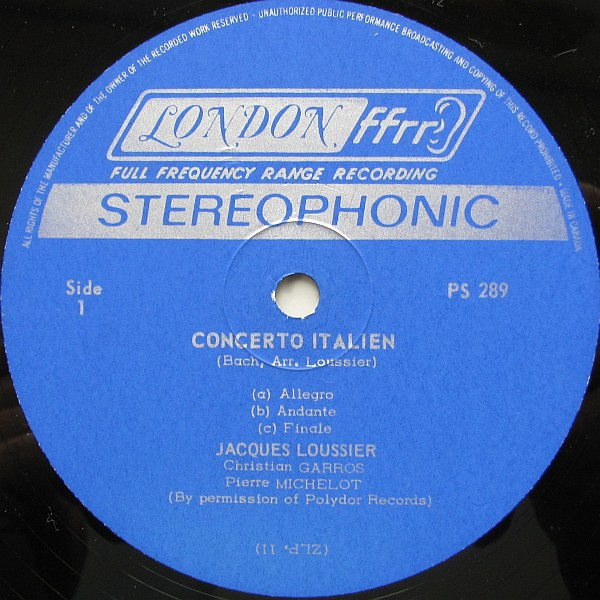 ALL RIGHTS OF THE MANUFACTURER AND OF THE OWNER OF THE RECORDED WORK RESERVED - UNAUTHORIZED PUBLIC PERFORMANCE BROADCASTING AND COPYING OF THIS RECORD PROHIBITED - MADE IN CANADA
LONDON ffrr
FULL FREQUENCY RANGE RECORDING
STEREOPHONIC
Side
1
PS 289
CONCERTO ITALIEN
(Bach, Arr. Loussier)
(a) Allegro
(b) Andante
(c) Finale
JACQUES LOUSSIER
Christian GARROS
Pierre MICHELOT
(By permission of Polydor Records)
(ZLP. 11)